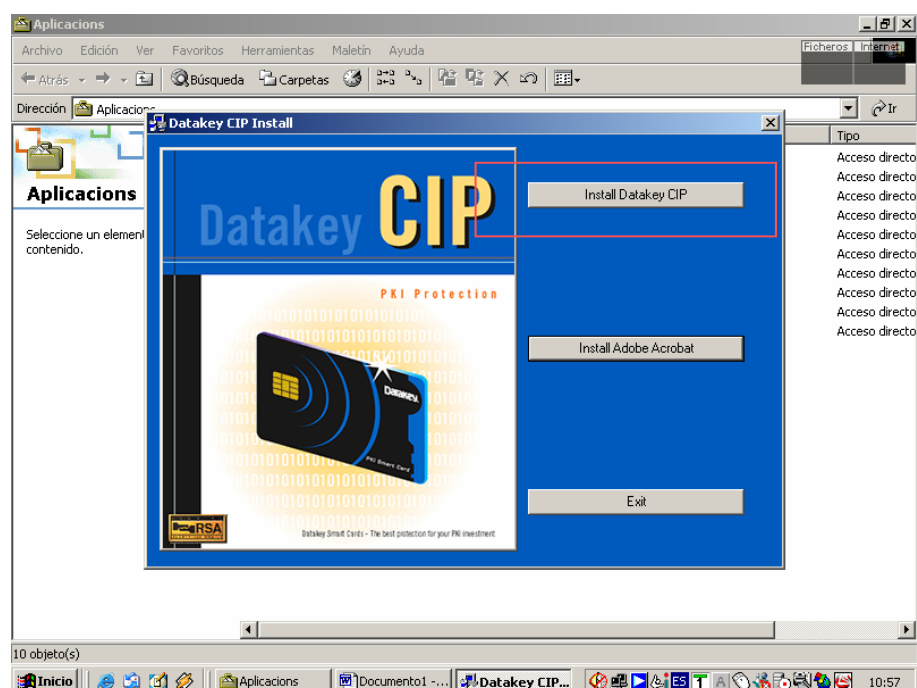 Aplicacions
Archivo Edición Ver Favoritos Herramientas Maletín Ayuda
Ficheros Internet
Atrás Búsqueda Carpetas
Dirección Aplicacions Ir
Datakey CIP Install
Tipo
Aplicacions
Seleccione un element
contenido.
Datakey CIP
PKI Protection
Datakey
PKI Smart Card
RSA
Datakey Smart Cards - The best protection for your PKI investment
Install Datakey CIP
Install Adobe Acrobat
Exit
Acceso directo
Acceso directo
Acceso directo
Acceso directo
Acceso directo
Acceso directo
Acceso directo
Acceso directo
Acceso directo
Acceso directo
10 objeto(s)
Inicio Aplicacions Documento1 -... Datakey CIP... ES 10:57